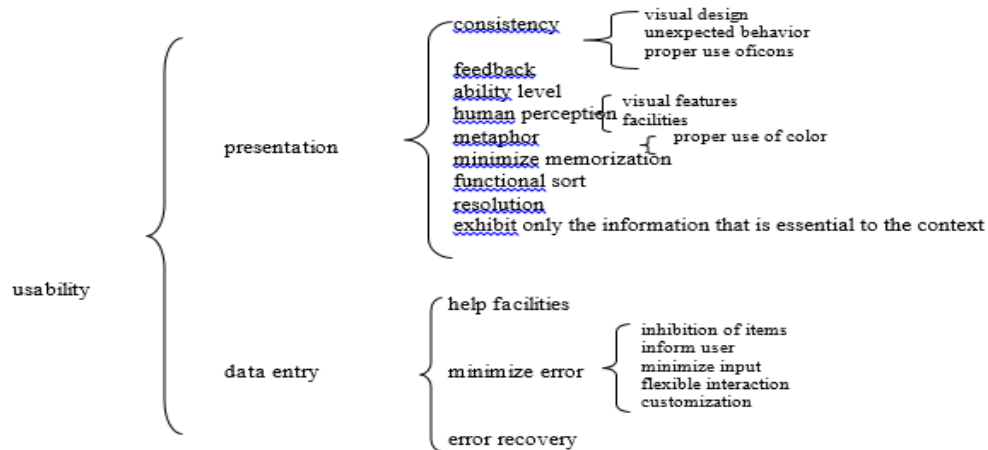 usability
presentation
consistency
visual design
unexpected behavior
proper use oficons
feedback
ability level
human perception
visual features
facilities
metaphor
proper use of color
minimize memorization
functional sort
resolution
exhibit only the information that is essential to the context
data entry
help facilities
minimize error
inhibition of items
inform user
minimize input
flexible interaction
customization
error recovery